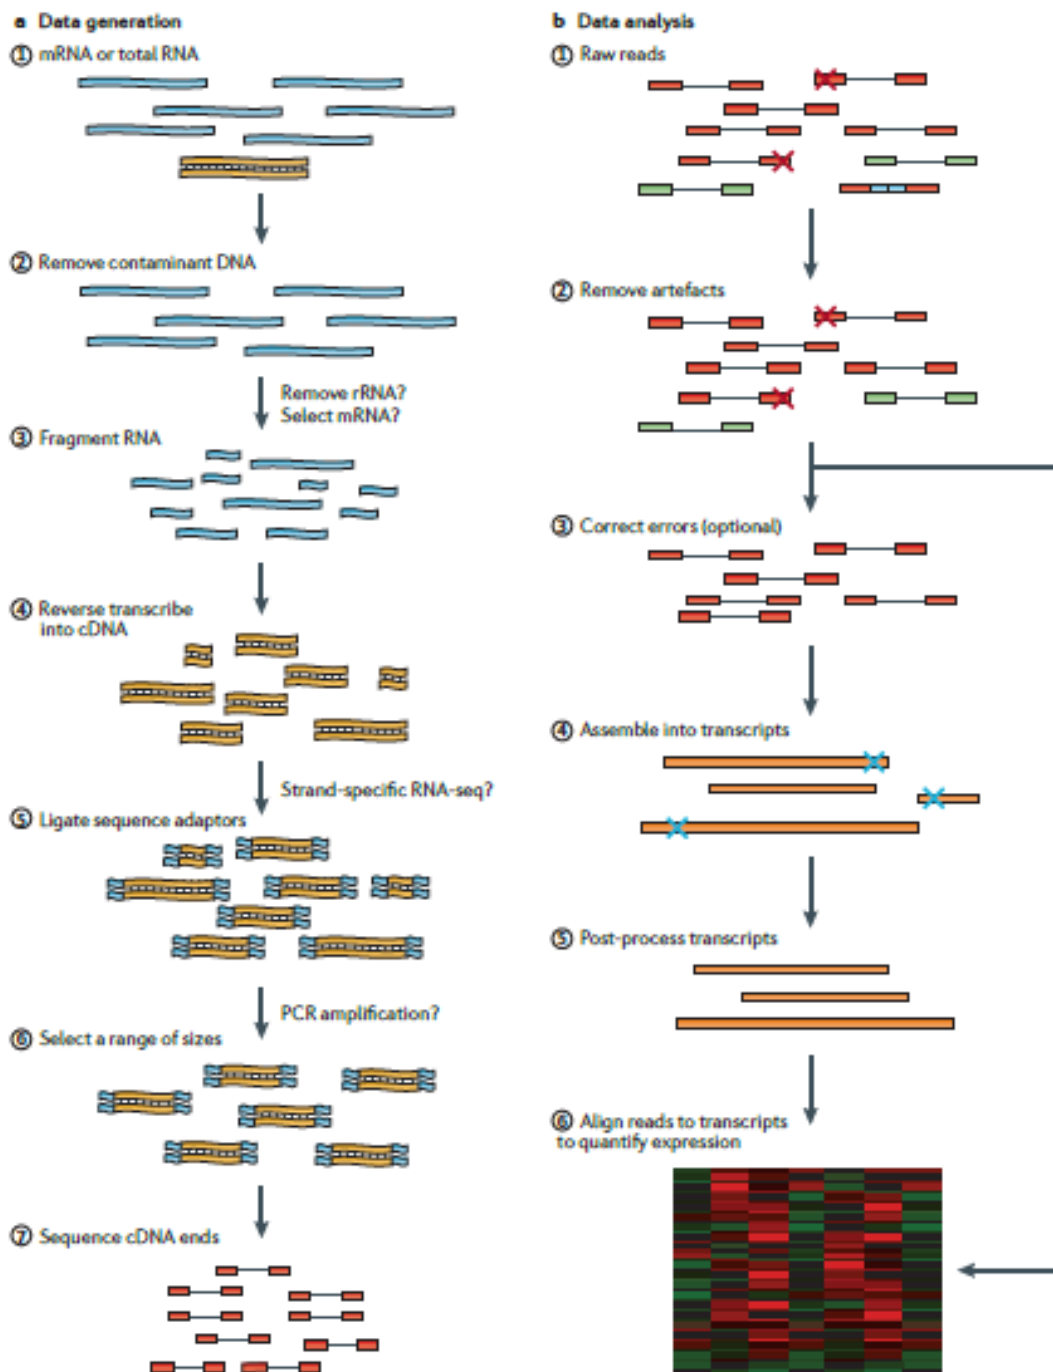 a Data generation
① mRNA or total RNA
② Remove contaminant DNA
Remove rRNA?
Select mRNA?
③ Fragment RNA
④ Reverse transcribe
into cDNA
Strand-specific RNA-seq?
⑤ Ligate sequence adaptors
PCR amplification?
⑥ Select a range of sizes
⑦ Sequence cDNA ends
b Data analysis
① Raw reads
② Remove artefacts
③ Correct errors (optional)
④ Assemble into transcripts
⑤ Post-process transcripts
⑥ Align reads to transcripts
to quantify expression